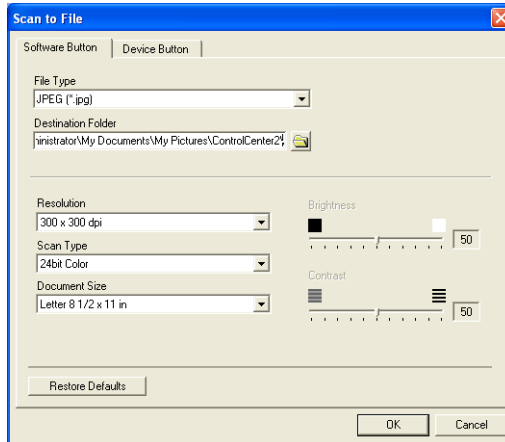 Scan to File
Software Button
Device Button
File Type
JPEG (*.jpg)
Destination Folder
ninistrator\My Documents\My Pictures\ControlCenter2\
Resolution
300 x 300 dpi
Scan Type
24bit Color
Document Size
Letter 8 1/2 x 11 in
Brightness
50
Contrast
50
Restore Defaults
OK
Cancel